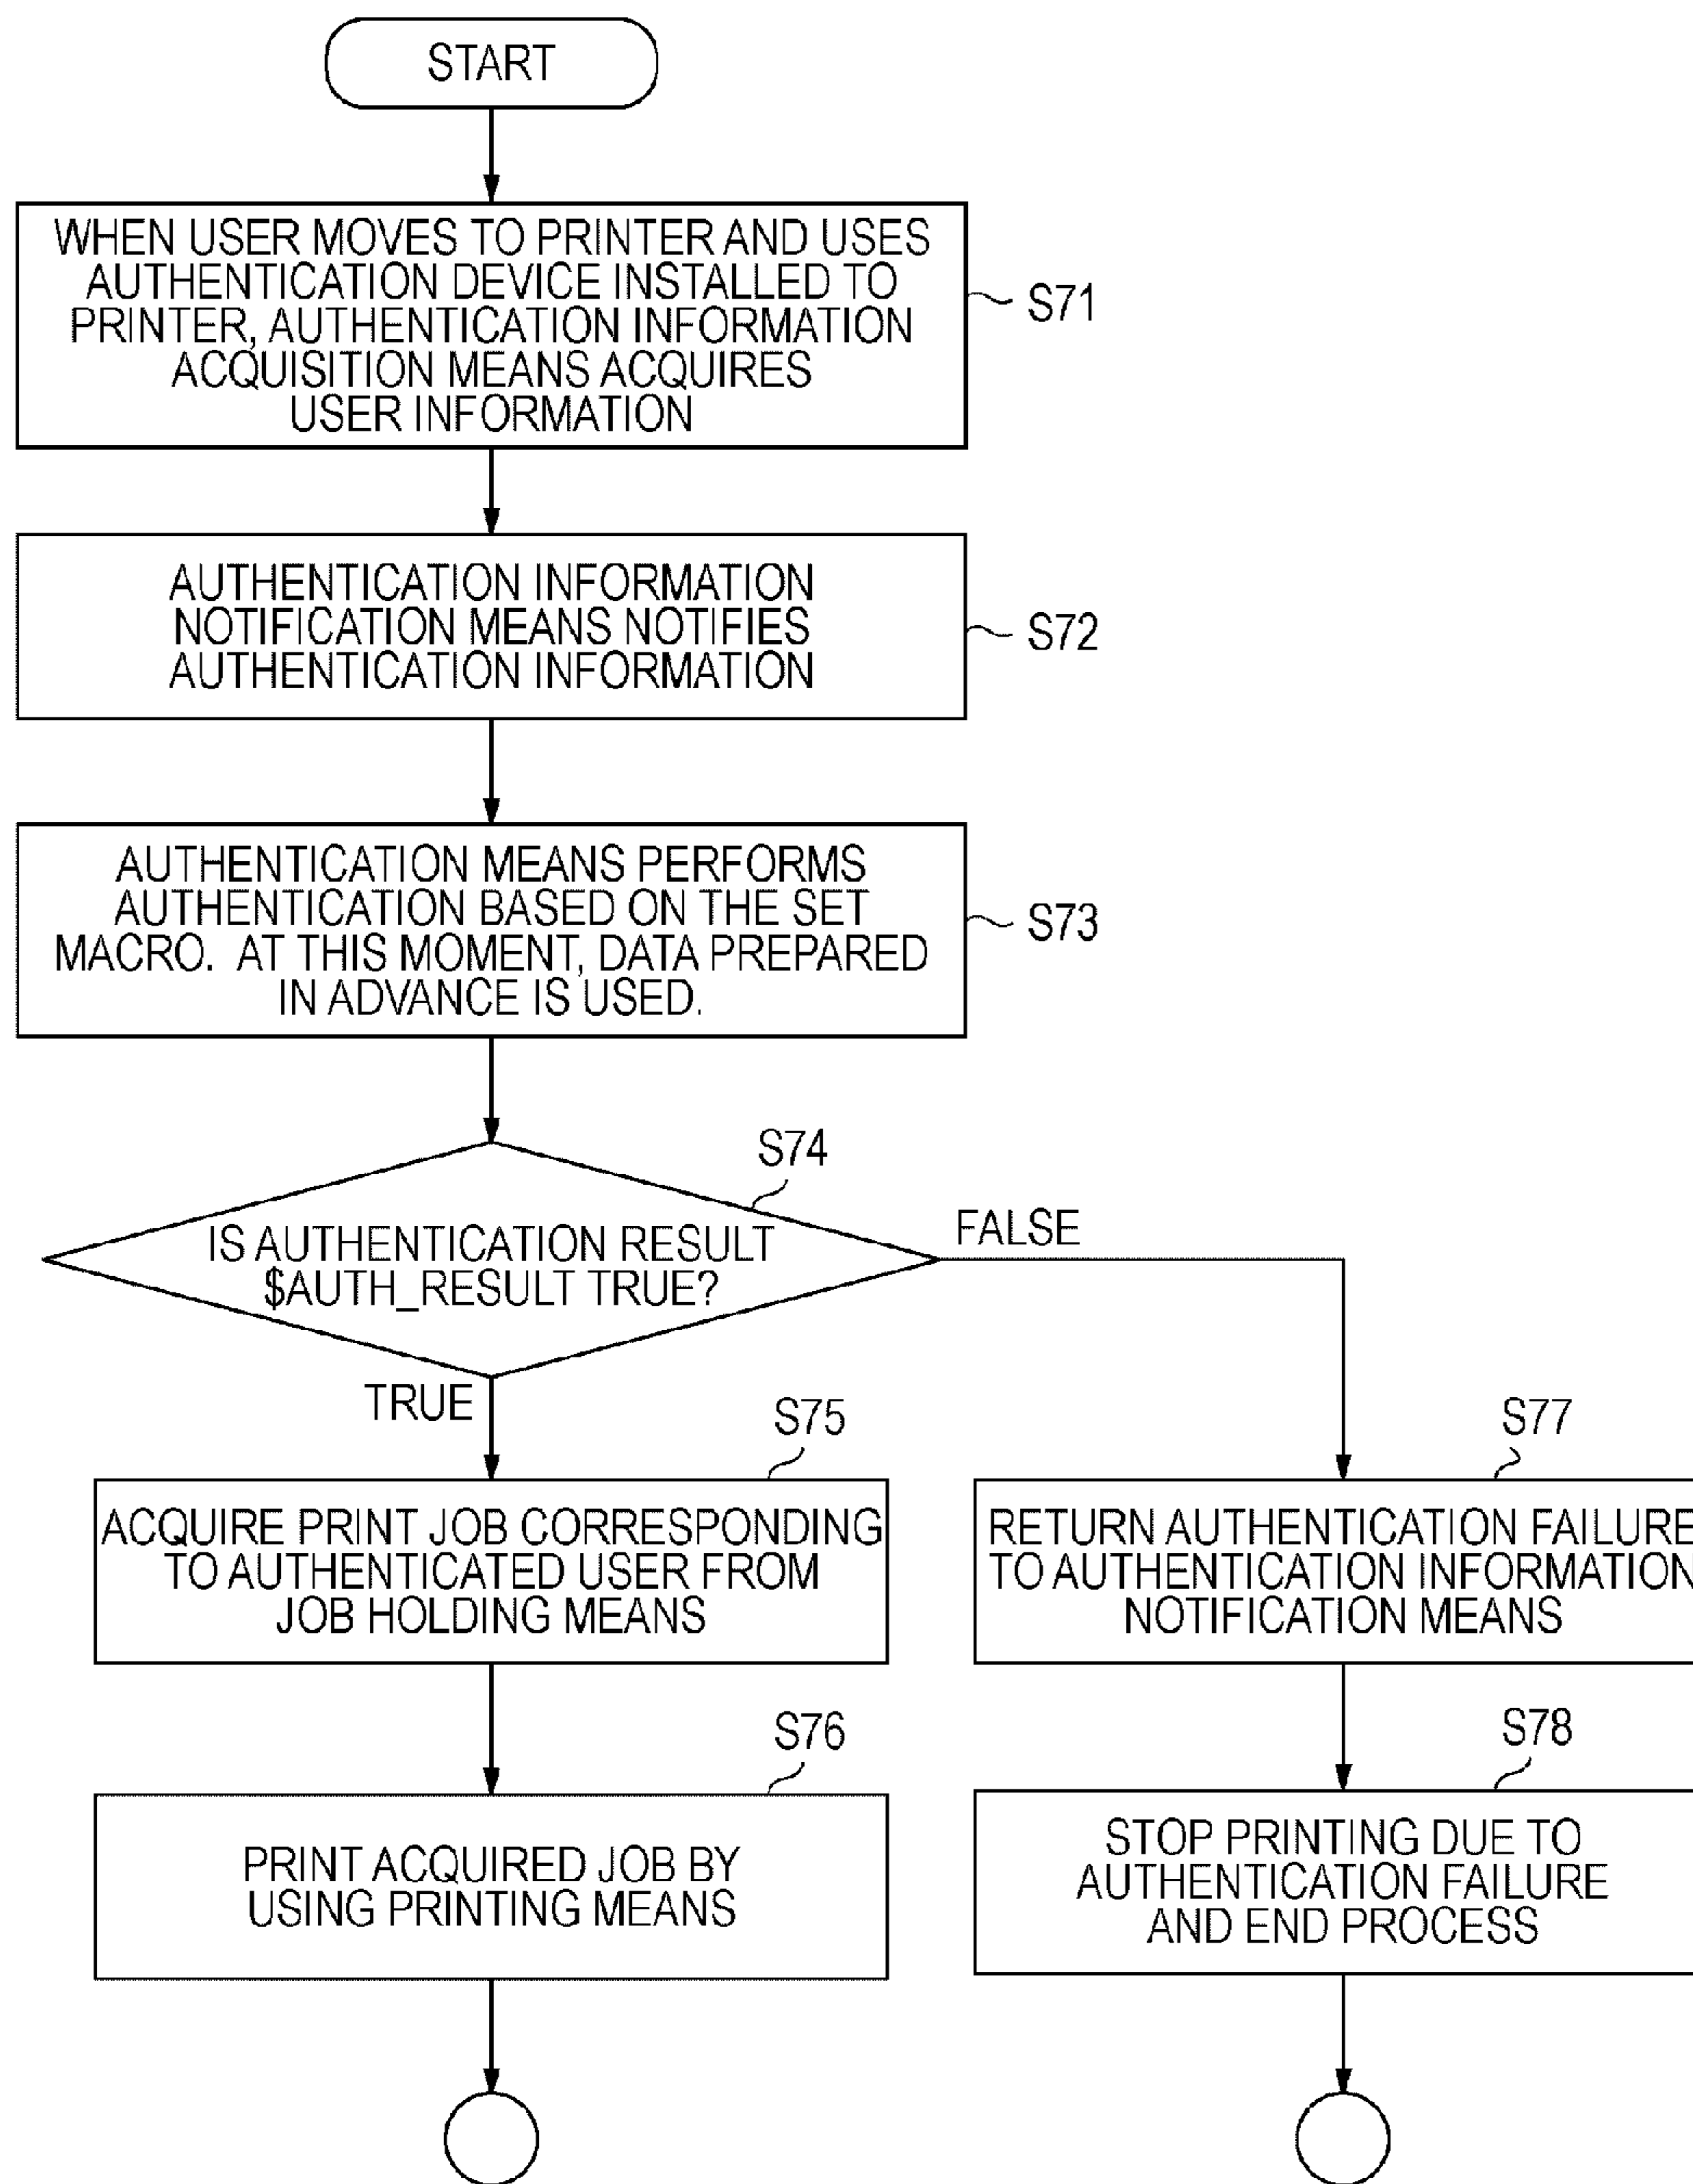 START
WHEN USER MOVES TO PRINTER AND USES
AUTHENTICATION DEVICE INSTALLED TO
PRINTER, AUTHENTICATION INFORMATION
ACQUISITION MEANS ACQUIRES
USER INFORMATION
S71
AUTHENTICATION INFORMATION
NOTIFICATION MEANS NOTIFIES
AUTHENTICATION INFORMATION
S72
AUTHENTICATION MEANS PERFORMS
AUTHENTICATION BASED ON THE SET
MACRO. AT THIS MOMENT, DATA PREPARED
IN ADVANCE IS USED.
S73
S74
IS AUTHENTICATION RESULT
$AUTH_RESULT TRUE?
FALSE
TRUE
S75
ACQUIRE PRINT JOB CORRESPONDING
TO AUTHENTICATED USER FROM
JOB HOLDING MEANS
S77
RETURN AUTHENTICATION FAILURE
TO AUTHENTICATION INFORMATION
NOTIFICATION MEANS
S76
PRINT ACQUIRED JOB BY
USING PRINTING MEANS
S78
STOP PRINTING DUE TO
AUTHENTICATION FAILURE
AND END PROCESS